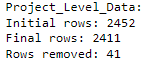 Project_Level_Data:
Initial rows: 2452
Final rows: 2411
Rows removed: 41